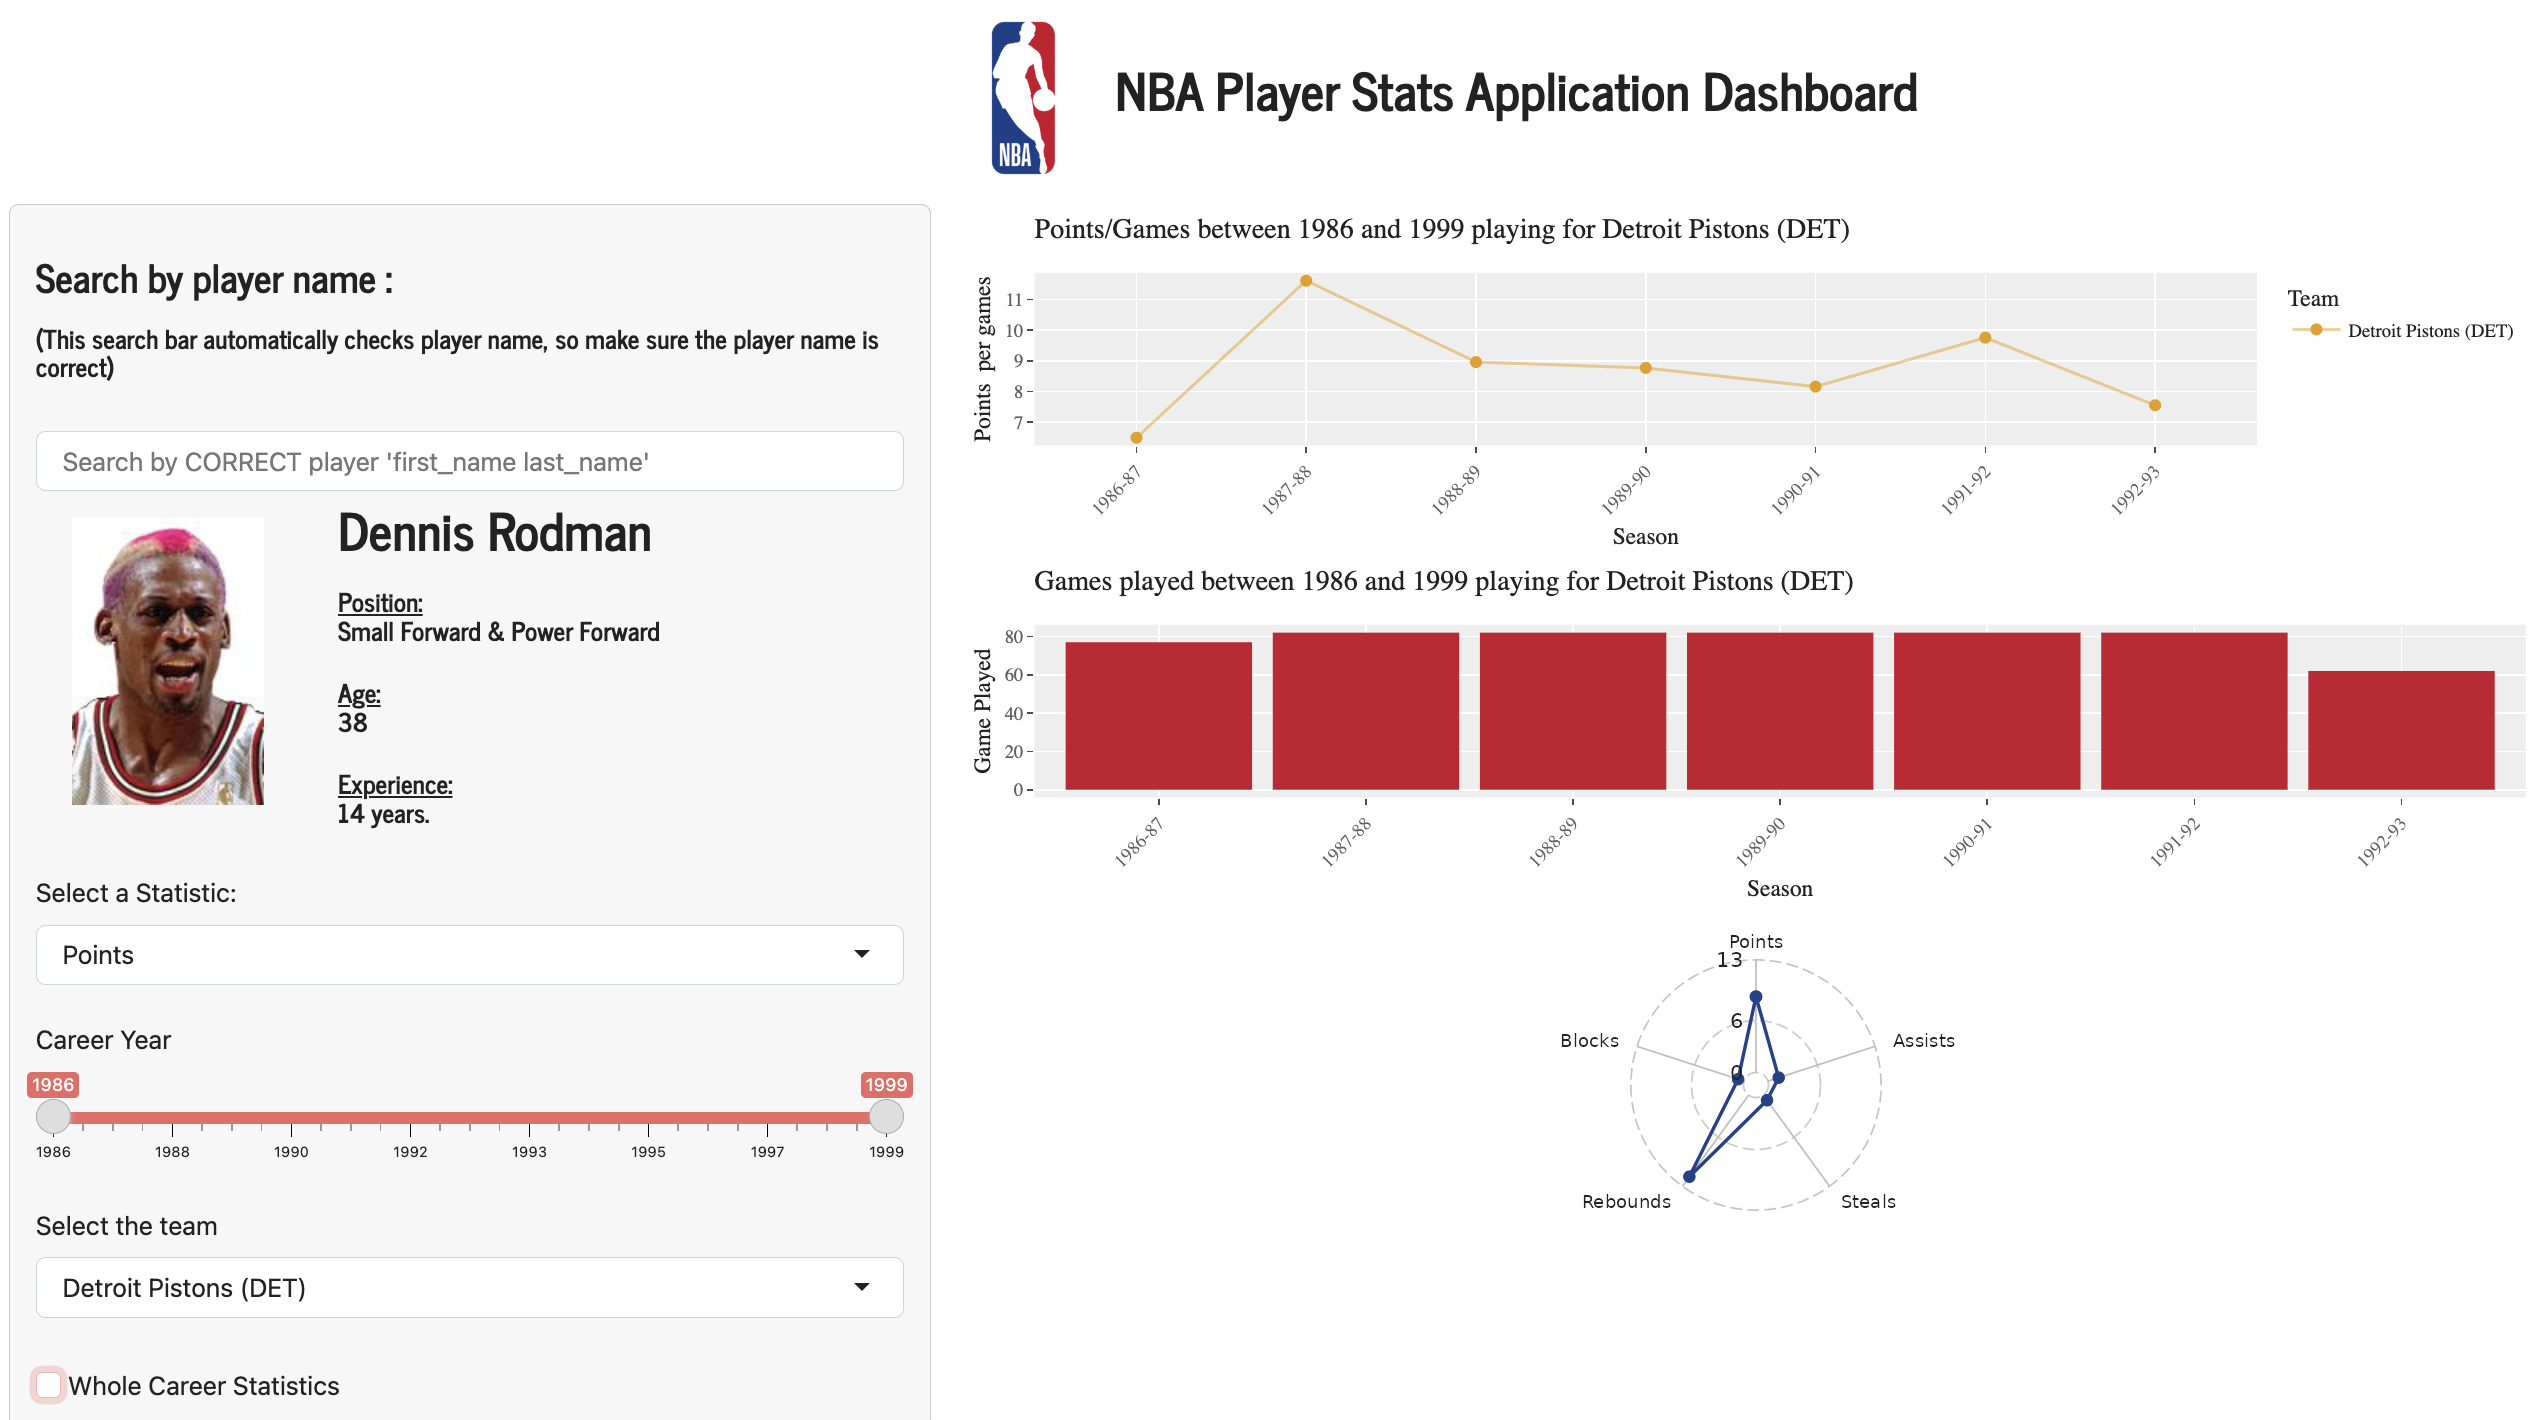 NBA
NBA Player Stats Application Dashboard
Search by player name :
(This search bar automatically checks player name, so make sure the player name is
correct)
Search by CORRECT player 'first_name last_name'
Dennis Rodman
Position:
Small Forward & Power Forward
Age:
38
Experience:
14 years.
Select a Statistic:
Points
Career Year
1986
1999
1986 1988 1990 1992 1993 1995 1997 1999
Select the team
Detroit Pistons (DET)
Whole Career Statistics
Points/Games between 1986 and 1999 playing for Detroit Pistons (DET)
Points per games
11
10
9
8
7
1986-87 1987-88 1988-89 1989-90 1990-91 1991-92 1992-93
Season
Team
Detroit Pistons (DET)
Games played between 1986 and 1999 playing for Detroit Pistons (DET)
Game Played
80
60
40
20
0
1986-87 1987-88 1988-89 1989-90 1990-91 1991-92 1992-93
Season
Points
13
6
0
Blocks
Assists
Rebounds
Steals